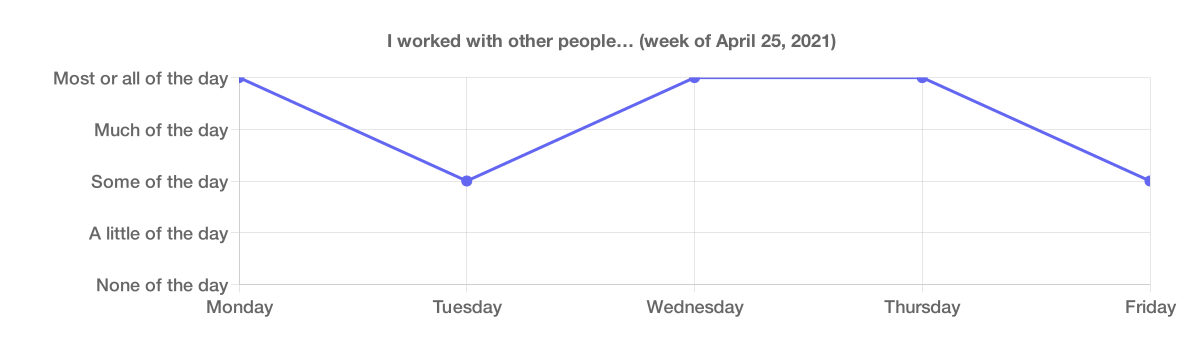 I worked with other people… (week of April 25, 2021)
Most or all of the day
Much of the day
Some of the day
A little of the day
None of the day
Monday Tuesday Wednesday Thursday Friday